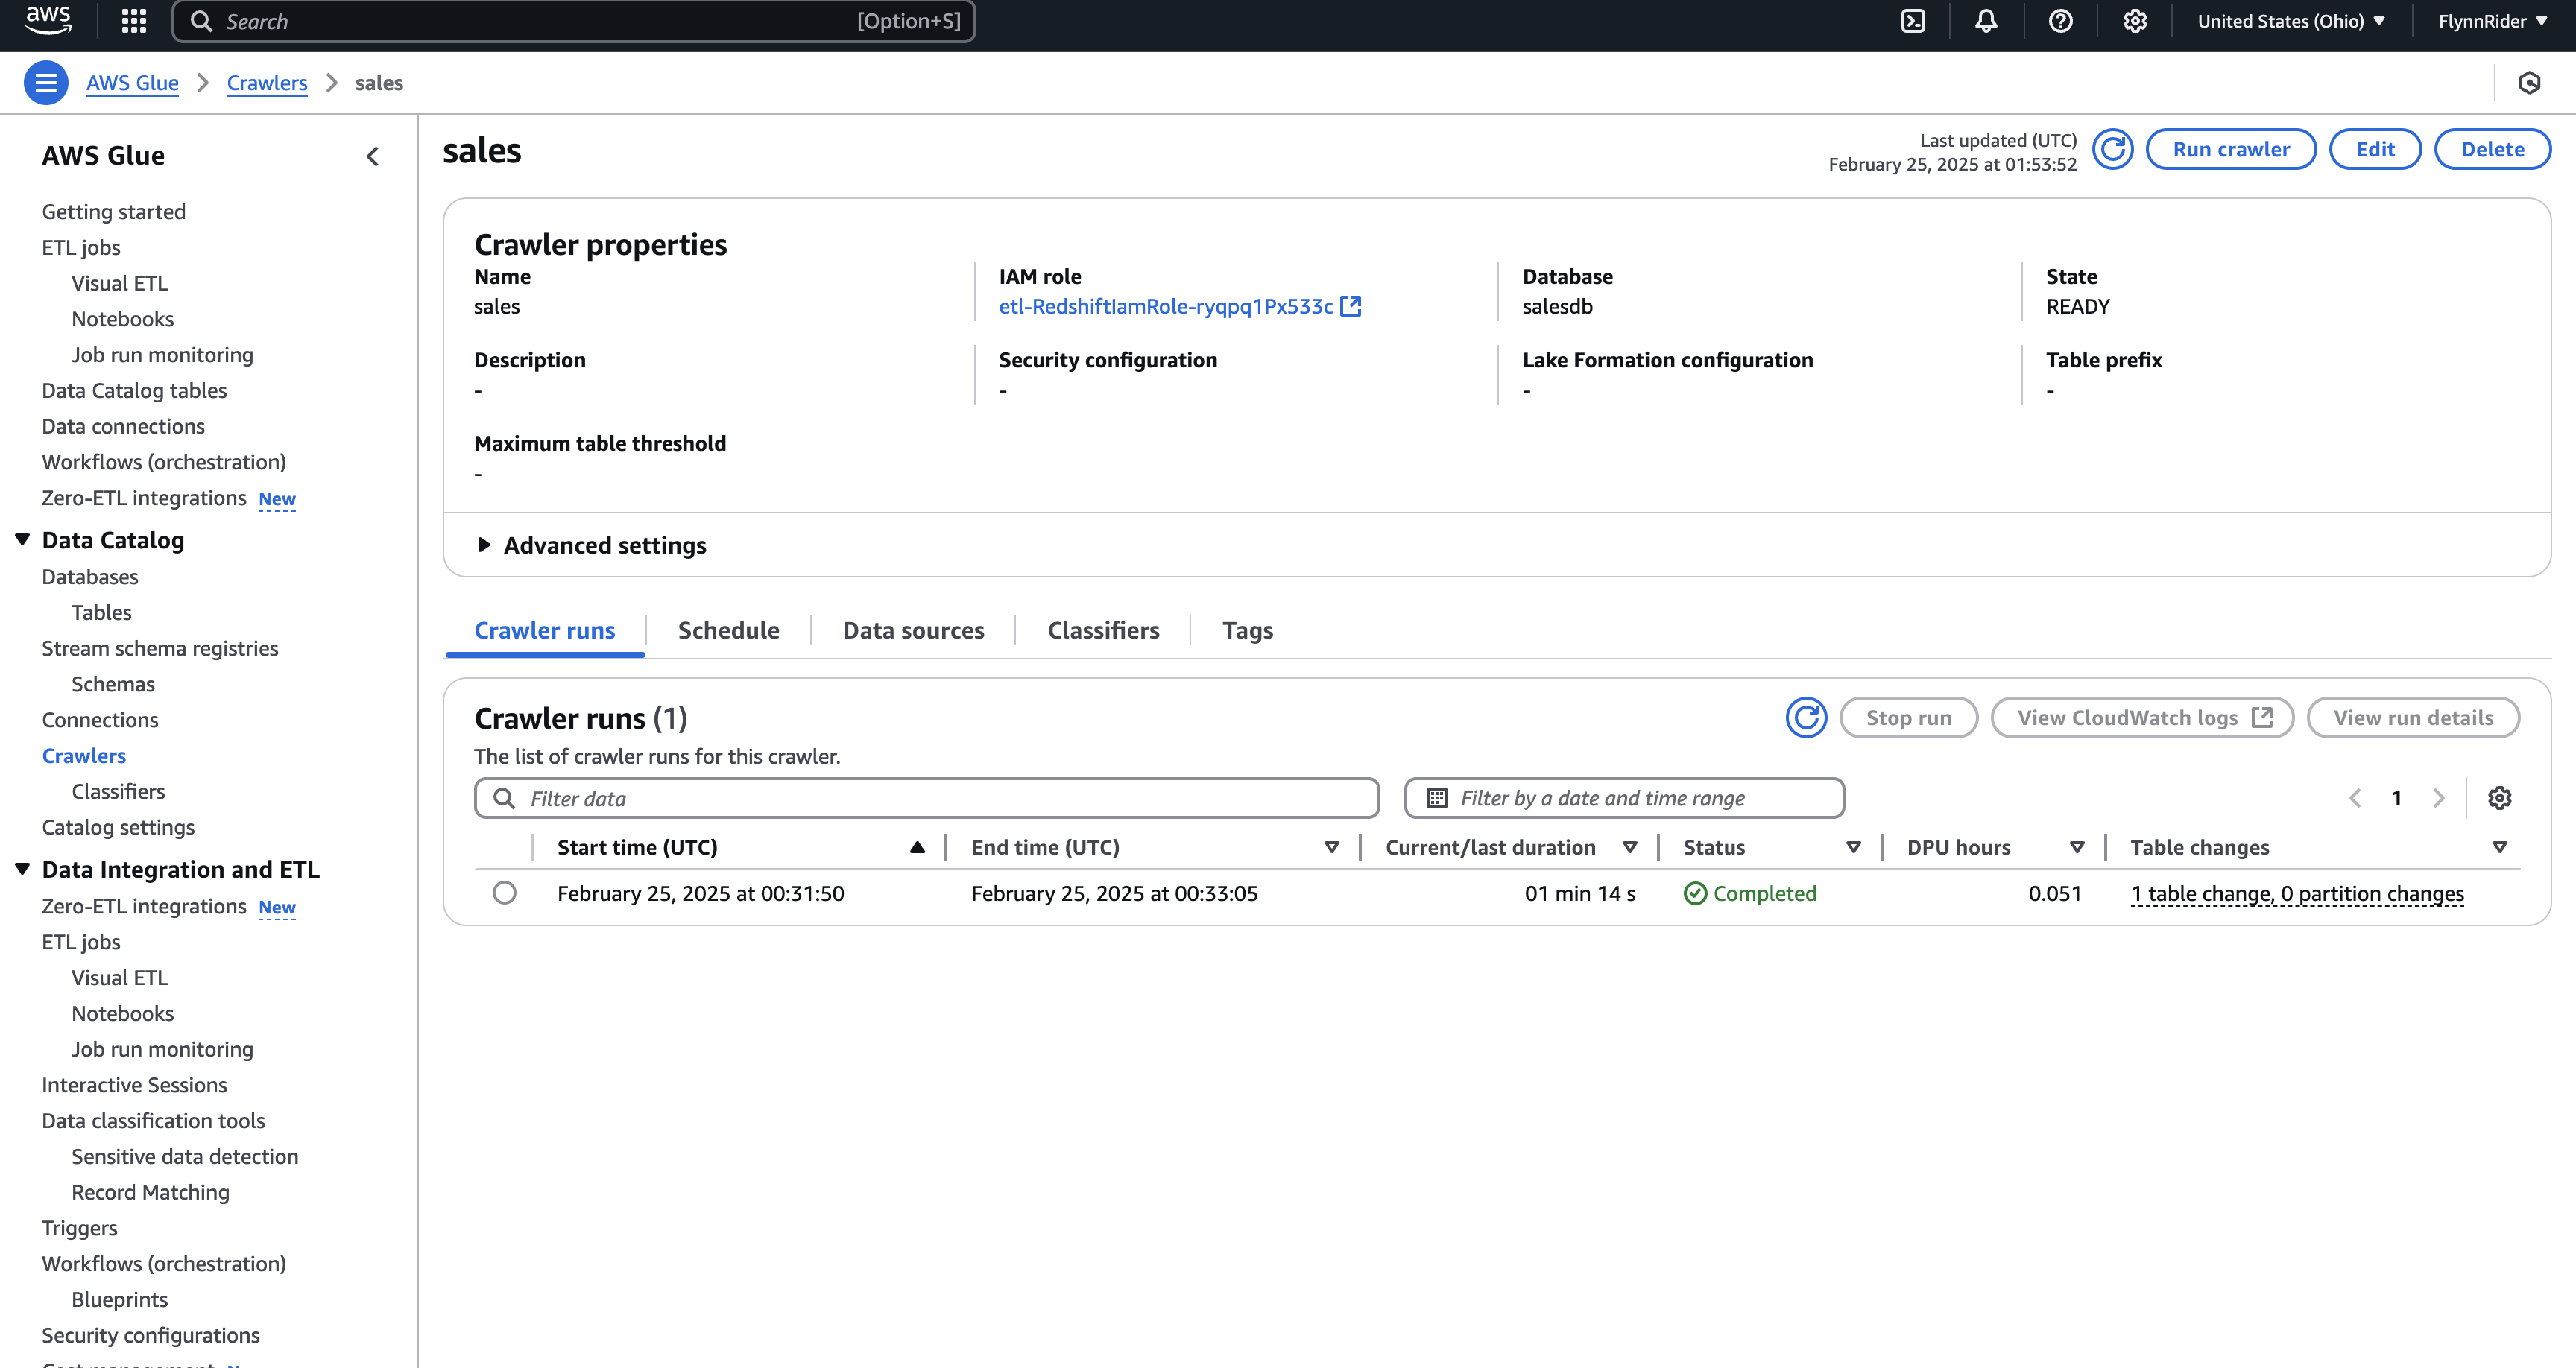 aws
Search
[Option+S]
United States (Ohio)
FlynnRider
AWS Glue
Crawlers
sales
AWS Glue
Getting started
ETL jobs
Visual ETL
Notebooks
Job run monitoring
Data Catalog tables
Data connections
Workflows (orchestration)
Zero-ETL integrations New
Data Catalog
Databases
Tables
Stream schema registries
Schemas
Connections
Crawlers
Classifiers
Catalog settings
Data Integration and ETL
Zero-ETL integrations New
ETL jobs
Visual ETL
Notebooks
Job run monitoring
Interactive Sessions
Data classification tools
Sensitive data detection
Record Matching
Triggers
Workflows (orchestration)
Blueprints
Security configurations
sales
Last updated (UTC)
February 25, 2025 at 01:53:52
Run crawler
Edit
Delete
Crawler properties
Name
sales
IAM role
etl-RedshiftIamRole-ryqpq1Px533c
Database
salesdb
State
READY
Description
-
Security configuration
-
Lake Formation configuration
-
Table prefix
-
Maximum table threshold
-
Advanced settings
Crawler runs
Schedule
Data sources
Classifiers
Tags
Crawler runs (1)
The list of crawler runs for this crawler.
Stop run
View CloudWatch logs
View run details
Filter data
Filter by a date and time range
1
Start time (UTC)
End time (UTC)
Current/last duration
Status
DPU hours
Table changes
February 25, 2025 at 00:31:50
February 25, 2025 at 00:33:05
01 min 14 s
Completed
0.051
1 table change, 0 partition changes